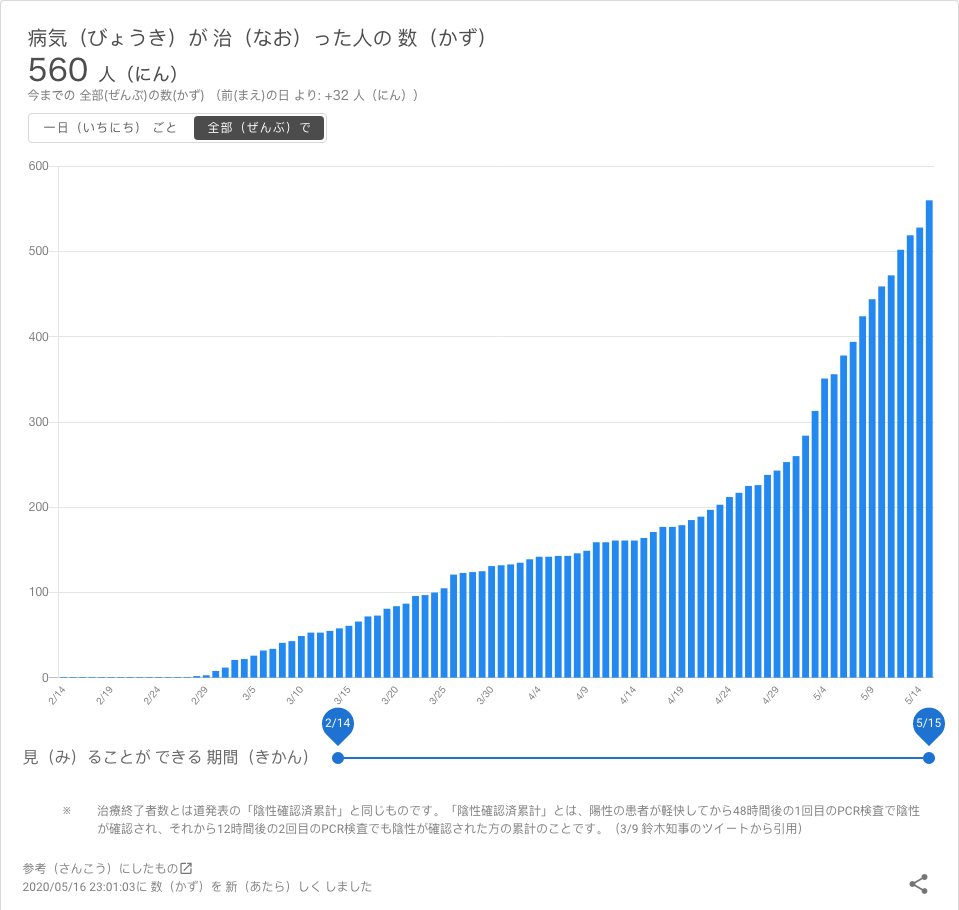 病気（びょうき）が 治（なお）った人の 数（かず）
560 人（にん）
今までの 全部(ぜんぶ)の数(かず) （前(まえ)の日 より: +32 人（にん））
一日（いちにち） ごと 全部（ぜんぶ）で
600
500
400
300
200
100
0
2/14 2/19 2/24 2/29 3/5 3/10 3/15 3/20 3/25 3/30 4/4 4/9 4/14 4/19 4/24 4/29 5/4 5/9 5/14
2/14 5/15
見（み）ることが できる 期間（きかん）
※ 治療終了者数とは道発表の「陰性確認済累計」と同じものです。「陰性確認済累計」とは、陽性の患者が軽快してから48時間後の1回目のPCR検査で陰性
が確認され、それから12時間後の2回目のPCR検査でも陰性が確認された方の累計のことです。（3/9 鈴木知事のツイートから引用）
参考（さんこう）にしたもの
2020/05/16 23:01:03に 数（かず）を 新（あたら）しく しました